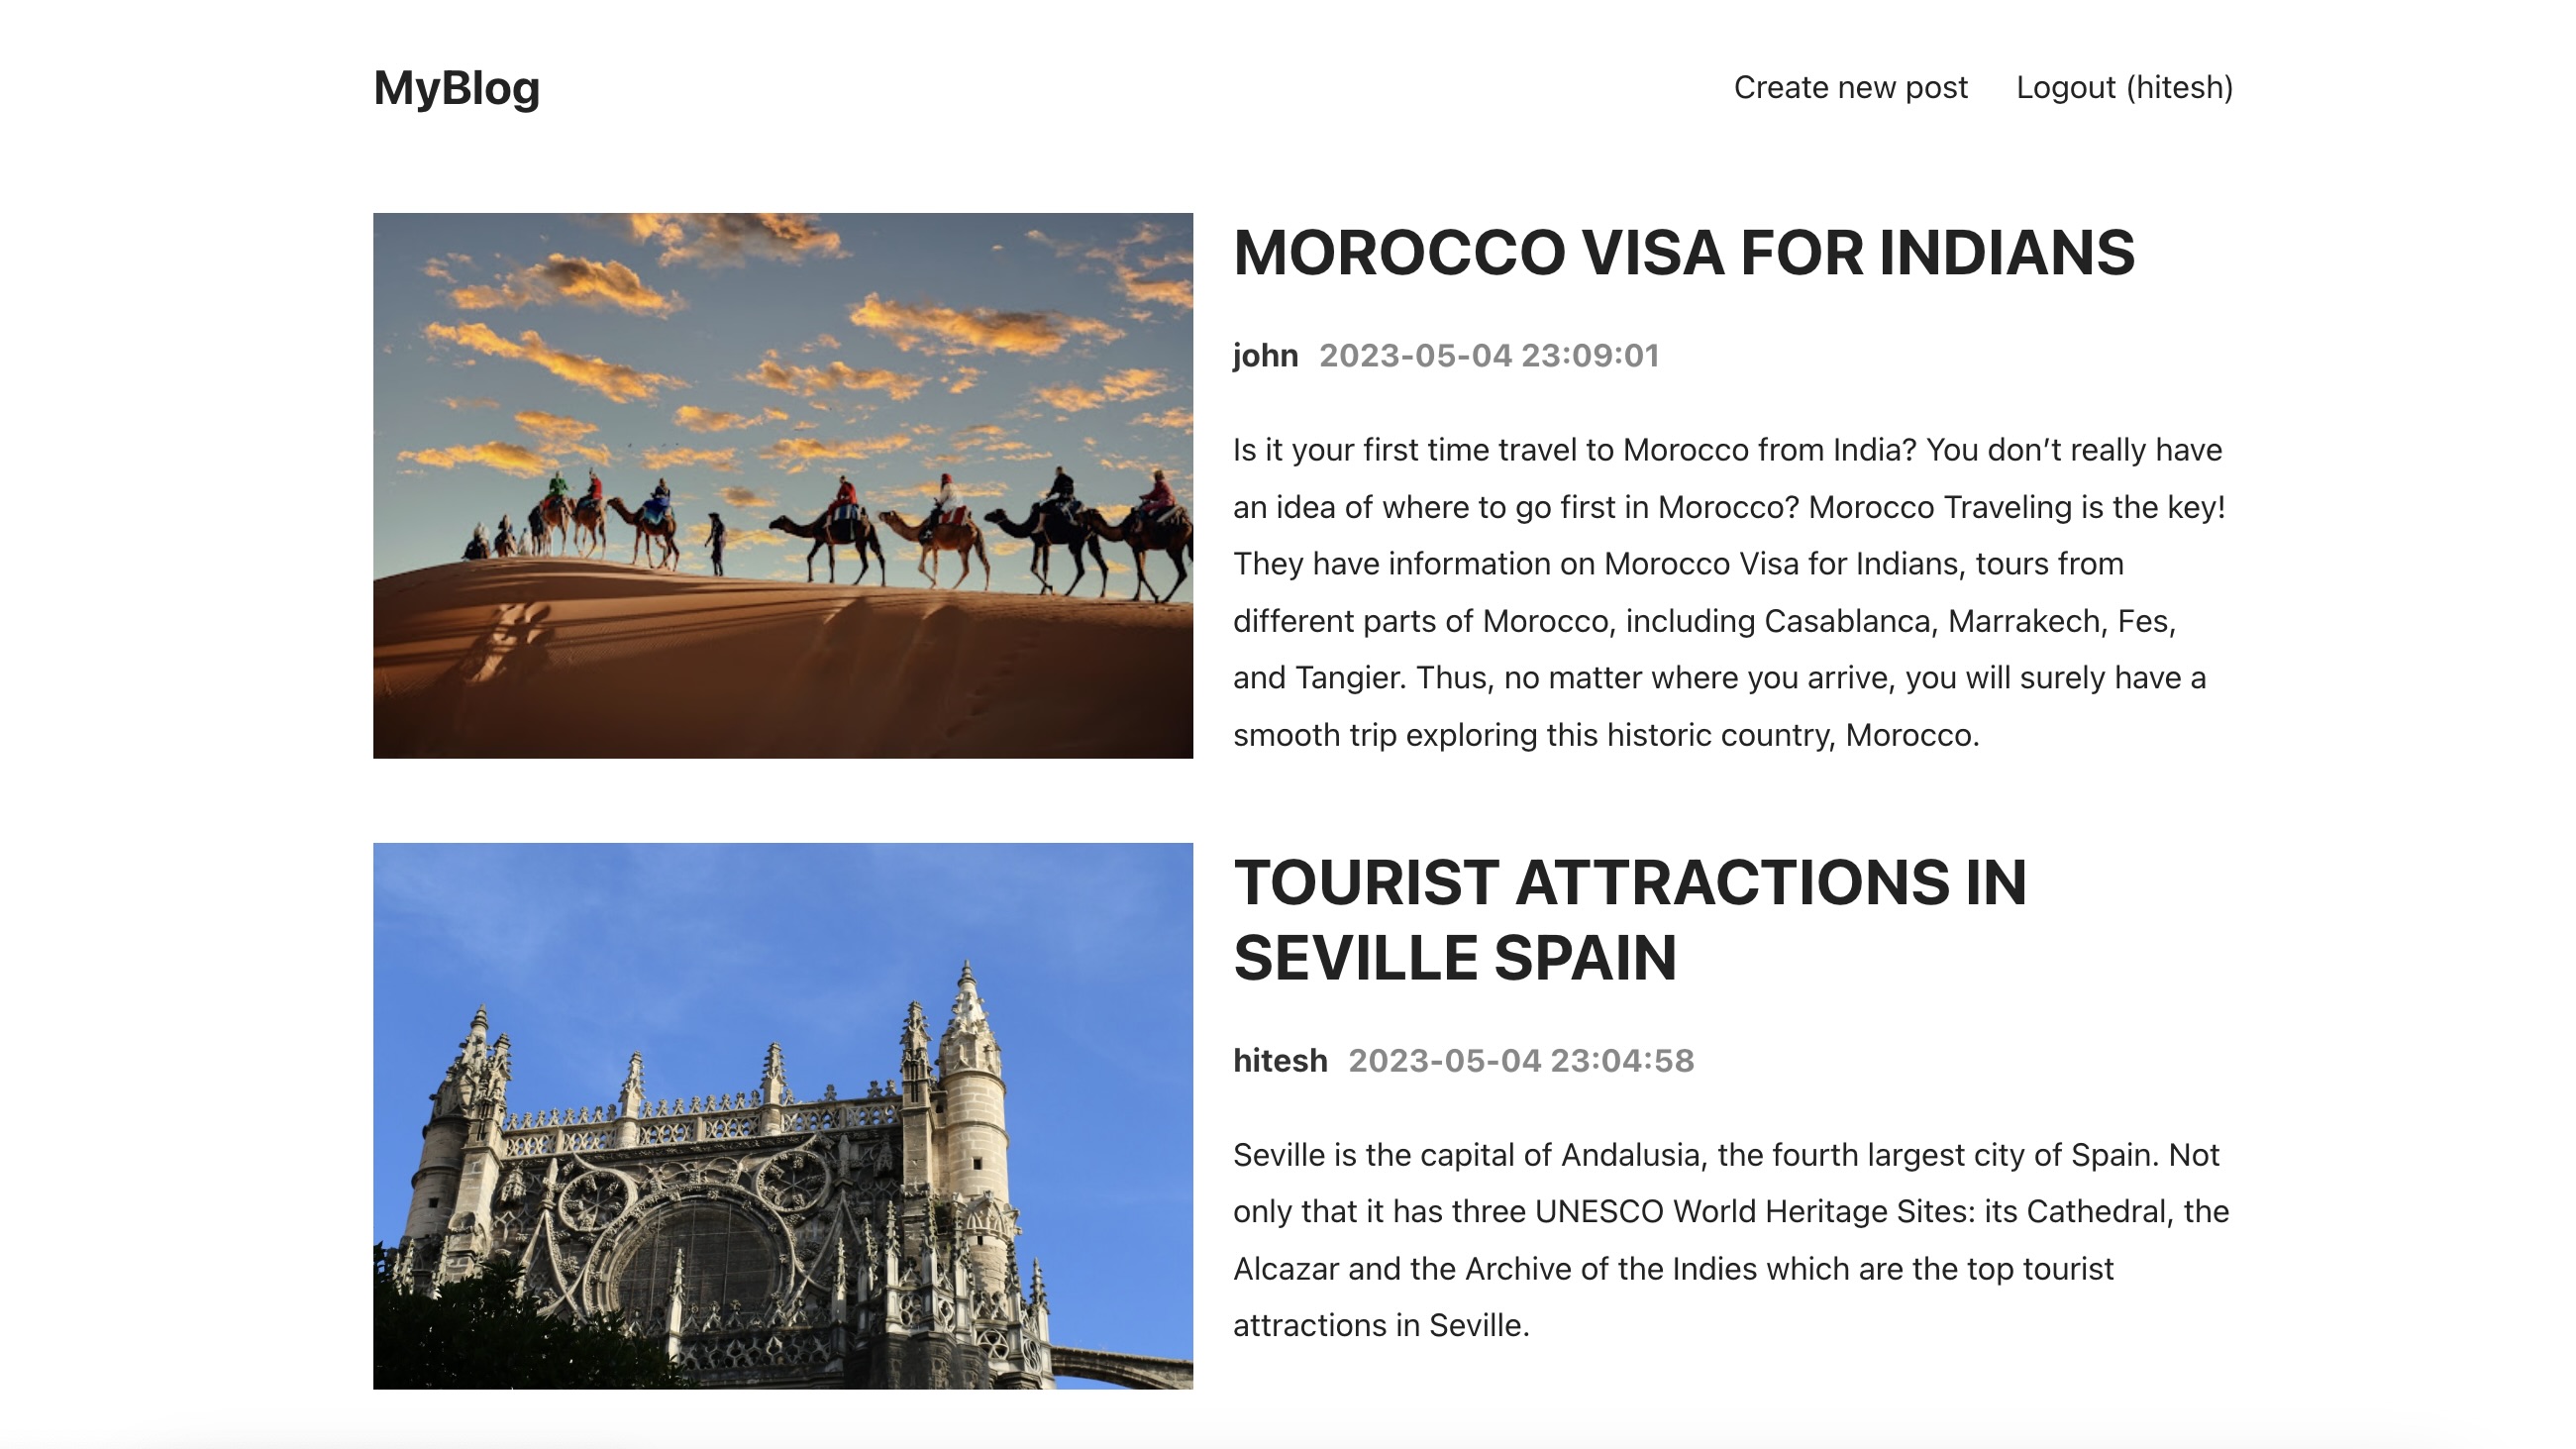 MyBlog
Create new post
Logout (hitesh)
MOROCCO VISA FOR INDIANS
john 2023-05-04 23:09:01
Is it your first time travel to Morocco from India? You don’t really have
an idea of where to go first in Morocco? Morocco Traveling is the key!
They have information on Morocco Visa for Indians, tours from
different parts of Morocco, including Casablanca, Marrakech, Fes,
and Tangier. Thus, no matter where you arrive, you will surely have a
smooth trip exploring this historic country, Morocco.
TOURIST ATTRACTIONS IN
SEVILLE SPAIN
hitesh 2023-05-04 23:04:58
Seville is the capital of Andalusia, the fourth largest city of Spain. Not
only that it has three UNESCO World Heritage Sites: its Cathedral, the
Alcazar and the Archive of the Indies which are the top tourist
attractions in Seville.